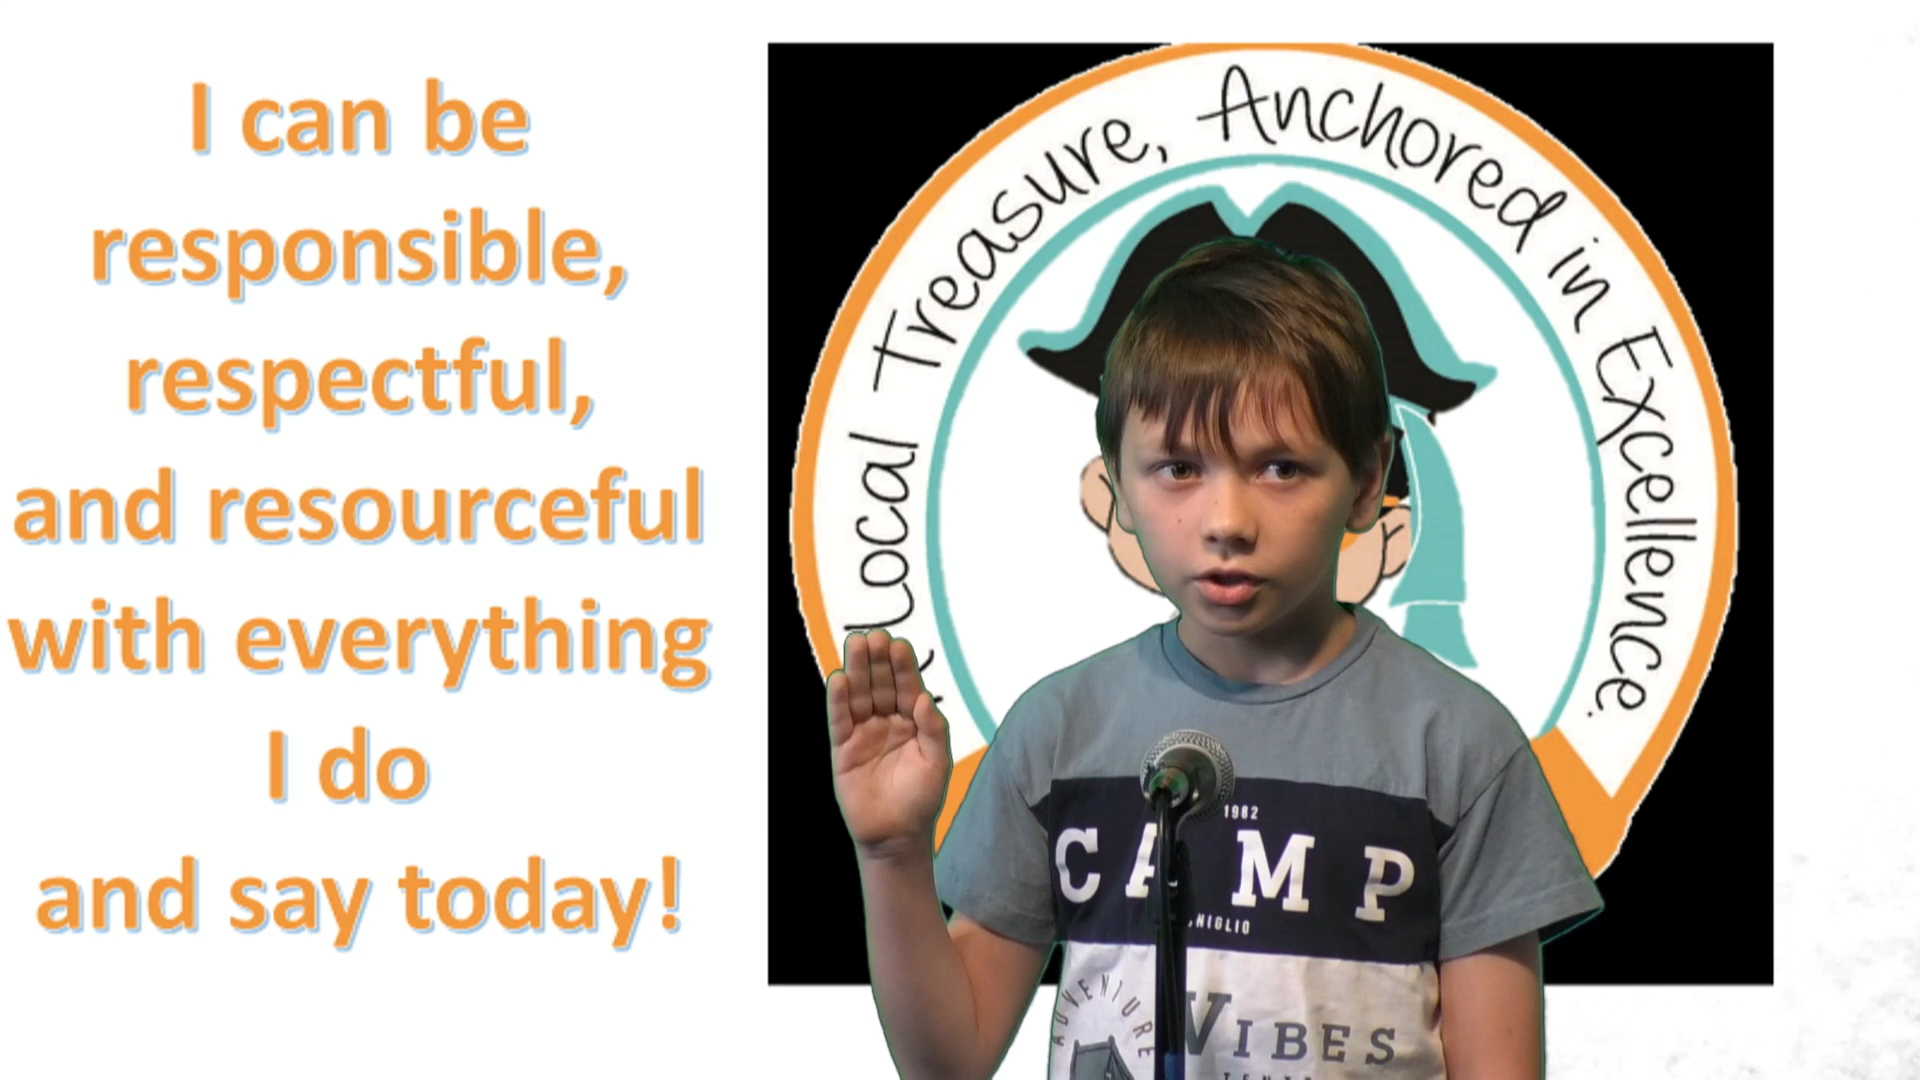 I can be
responsible,
respectful,
and resourceful
with everything
I do
and say today!
Local Treasure, Anchored in Excellence.
1982
CAMP
VIBES
ADVENTURE